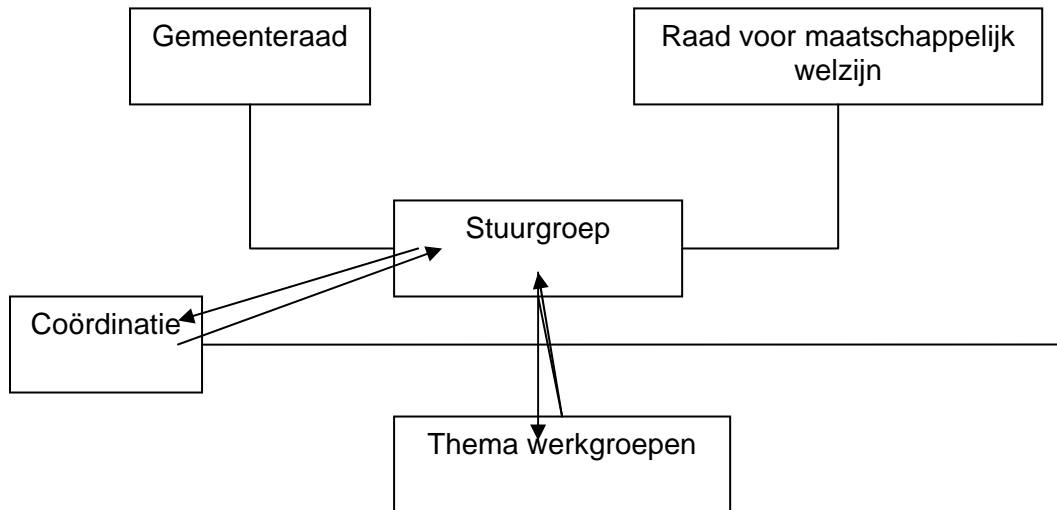 Gemeenteraad
Raad voor maatschappelijk
welzijn
Stuurgroep
Coördinatie
Thema werkgroepen